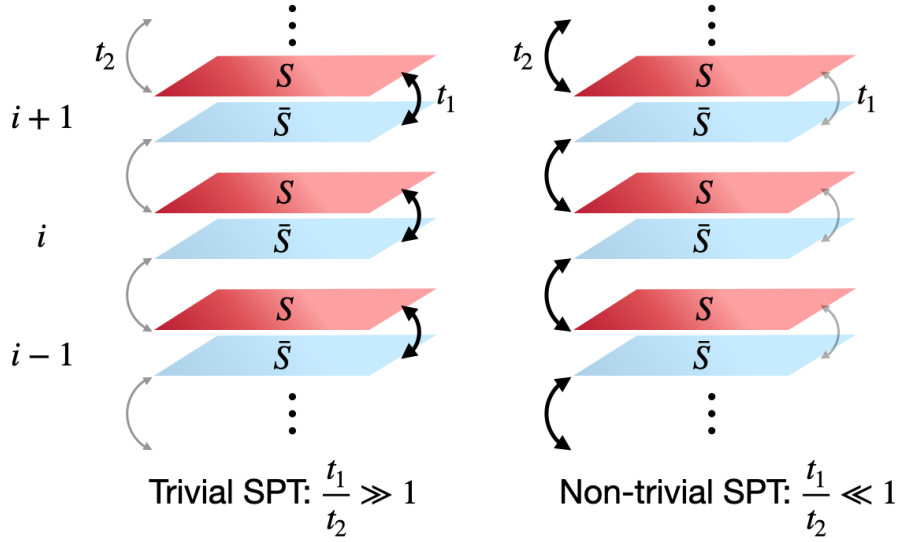 t₂ S t₁ t₂ S t₁
i + 1 S̄ S̄
S S
i S̄ S̄
S S
i − 1 S̄ S̄
Trivial SPT: t₁/t₂ ≫ 1 Non-trivial SPT: t₁/t₂ ≪ 1